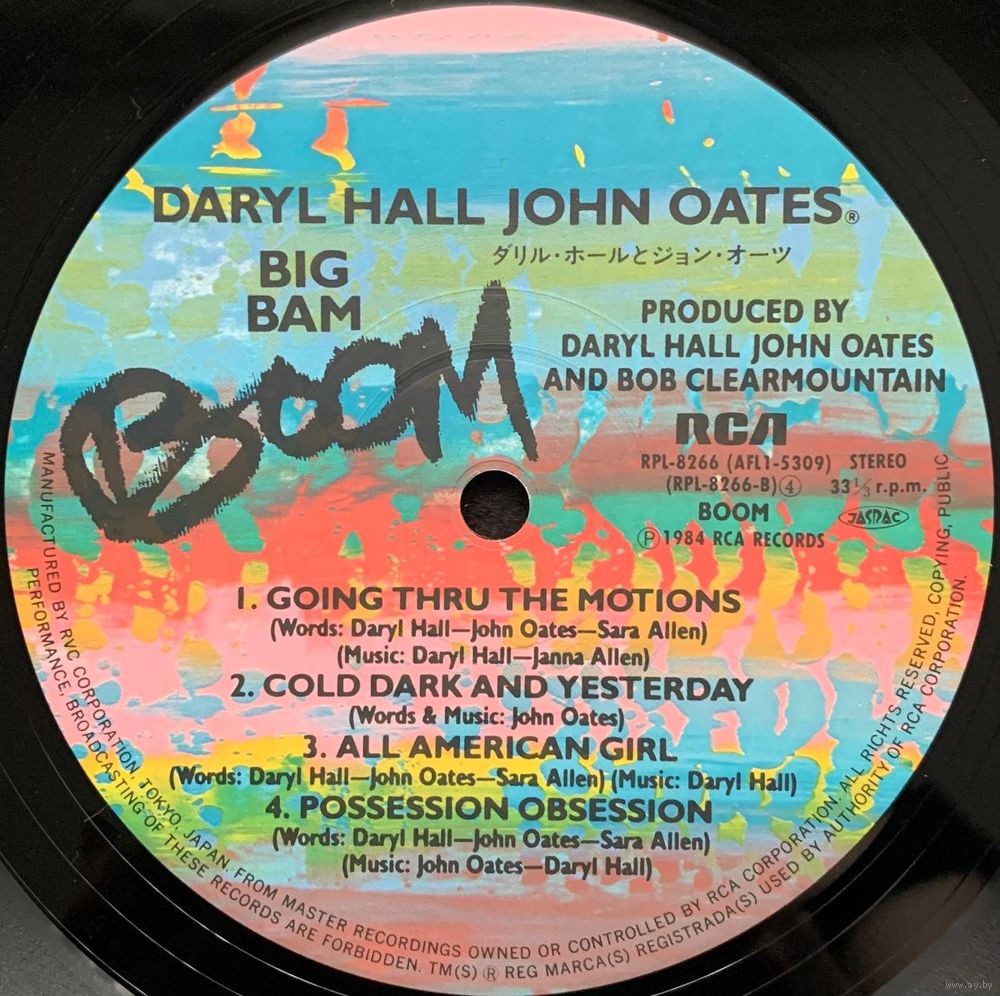 DARYL HALL JOHN OATES®
ダリル・ホールとジョン・オーツ
BIG
BAM
BOOM
PRODUCED BY
DARYL HALL JOHN OATES
AND BOB CLEARMOUNTAIN
RCA
RPL-8266 (AFL1-5309) STEREO
(RPL-8266-B)④ 33⅓ r.p.m.
BOOM JASRAC
Ⓟ1984 RCA RECORDS
1. GOING THRU THE MOTIONS
(Words: Daryl Hall—John Oates—Sara Allen)
(Music: Daryl Hall—Janna Allen)
2. COLD DARK AND YESTERDAY
(Words & Music: John Oates)
3. ALL AMERICAN GIRL
(Words: Daryl Hall—John Oates—Sara Allen) (Music: Daryl Hall)
4. POSSESSION OBSESSION
(Words: Daryl Hall—John Oates—Sara Allen)
(Music: John Oates—Daryl Hall)
MANUFACTURED BY RVC CORPORATION, TOKYO, JAPAN, FROM MASTER RECORDINGS OWNED OR CONTROLLED BY RCA CORPORATION. ALL RIGHTS RESERVED, COPYING, PUBLIC
PERFORMANCE, BROADCASTING OF THESE RECORDS ARE FORBIDDEN. TM(S) ® REG MARCA(S) REGISTRADA(S) USED BY AUTHORITY OF RCA CORPORATION.
www.ay.by